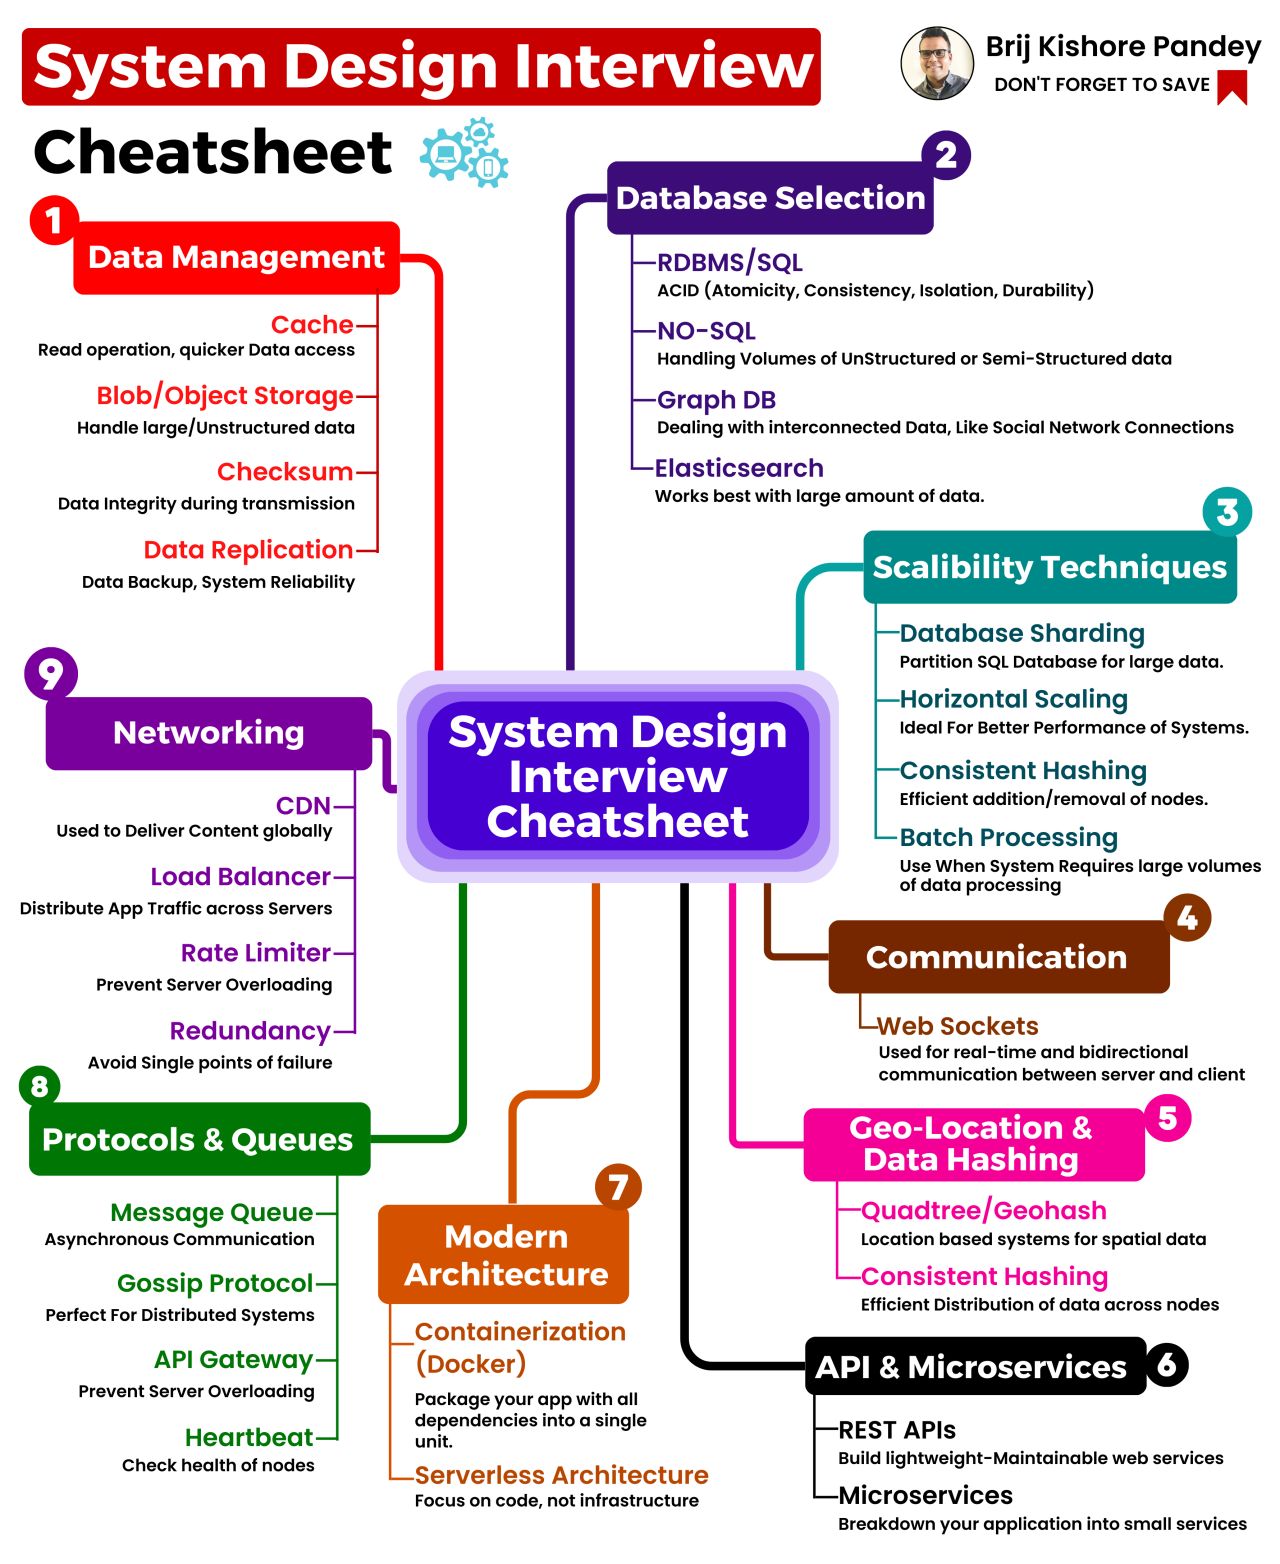 System Design Interview
Cheatsheet
Brij Kishore Pandey
DON'T FORGET TO SAVE
1
Data Management
Cache
Read operation, quicker Data access
Blob/Object Storage
Handle large/Unstructured data
Checksum
Data Integrity during transmission
Data Replication
Data Backup, System Reliability
2
Database Selection
RDBMS/SQL
ACID (Atomicity, Consistency, Isolation, Durability)
NO-SQL
Handling Volumes of UnStructured or Semi-Structured data
Graph DB
Dealing with interconnected Data, Like Social Network Connections
Elasticsearch
Works best with large amount of data.
3
Scalibility Techniques
Database Sharding
Partition SQL Database for large data.
Horizontal Scaling
Ideal For Better Performance of Systems.
Consistent Hashing
Efficient addition/removal of nodes.
Batch Processing
Use When System Requires large volumes
of data processing
System Design
Interview
Cheatsheet
4
Communication
Web Sockets
Used for real-time and bidirectional
communication between server and client
5
Geo-Location &
Data Hashing
Quadtree/Geohash
Location based systems for spatial data
Consistent Hashing
Efficient Distribution of data across nodes
6
API & Microservices
REST APIs
Build lightweight-Maintainable web services
Microservices
Breakdown your application into small services
7
Modern
Architecture
Containerization
(Docker)
Package your app with all
dependencies into a single
unit.
Serverless Architecture
Focus on code, not infrastructure
8
Protocols & Queues
Message Queue
Asynchronous Communication
Gossip Protocol
Perfect For Distributed Systems
API Gateway
Prevent Server Overloading
Heartbeat
Check health of nodes
9
Networking
CDN
Used to Deliver Content globally
Load Balancer
Distribute App Traffic across Servers
Rate Limiter
Prevent Server Overloading
Redundancy
Avoid Single points of failure